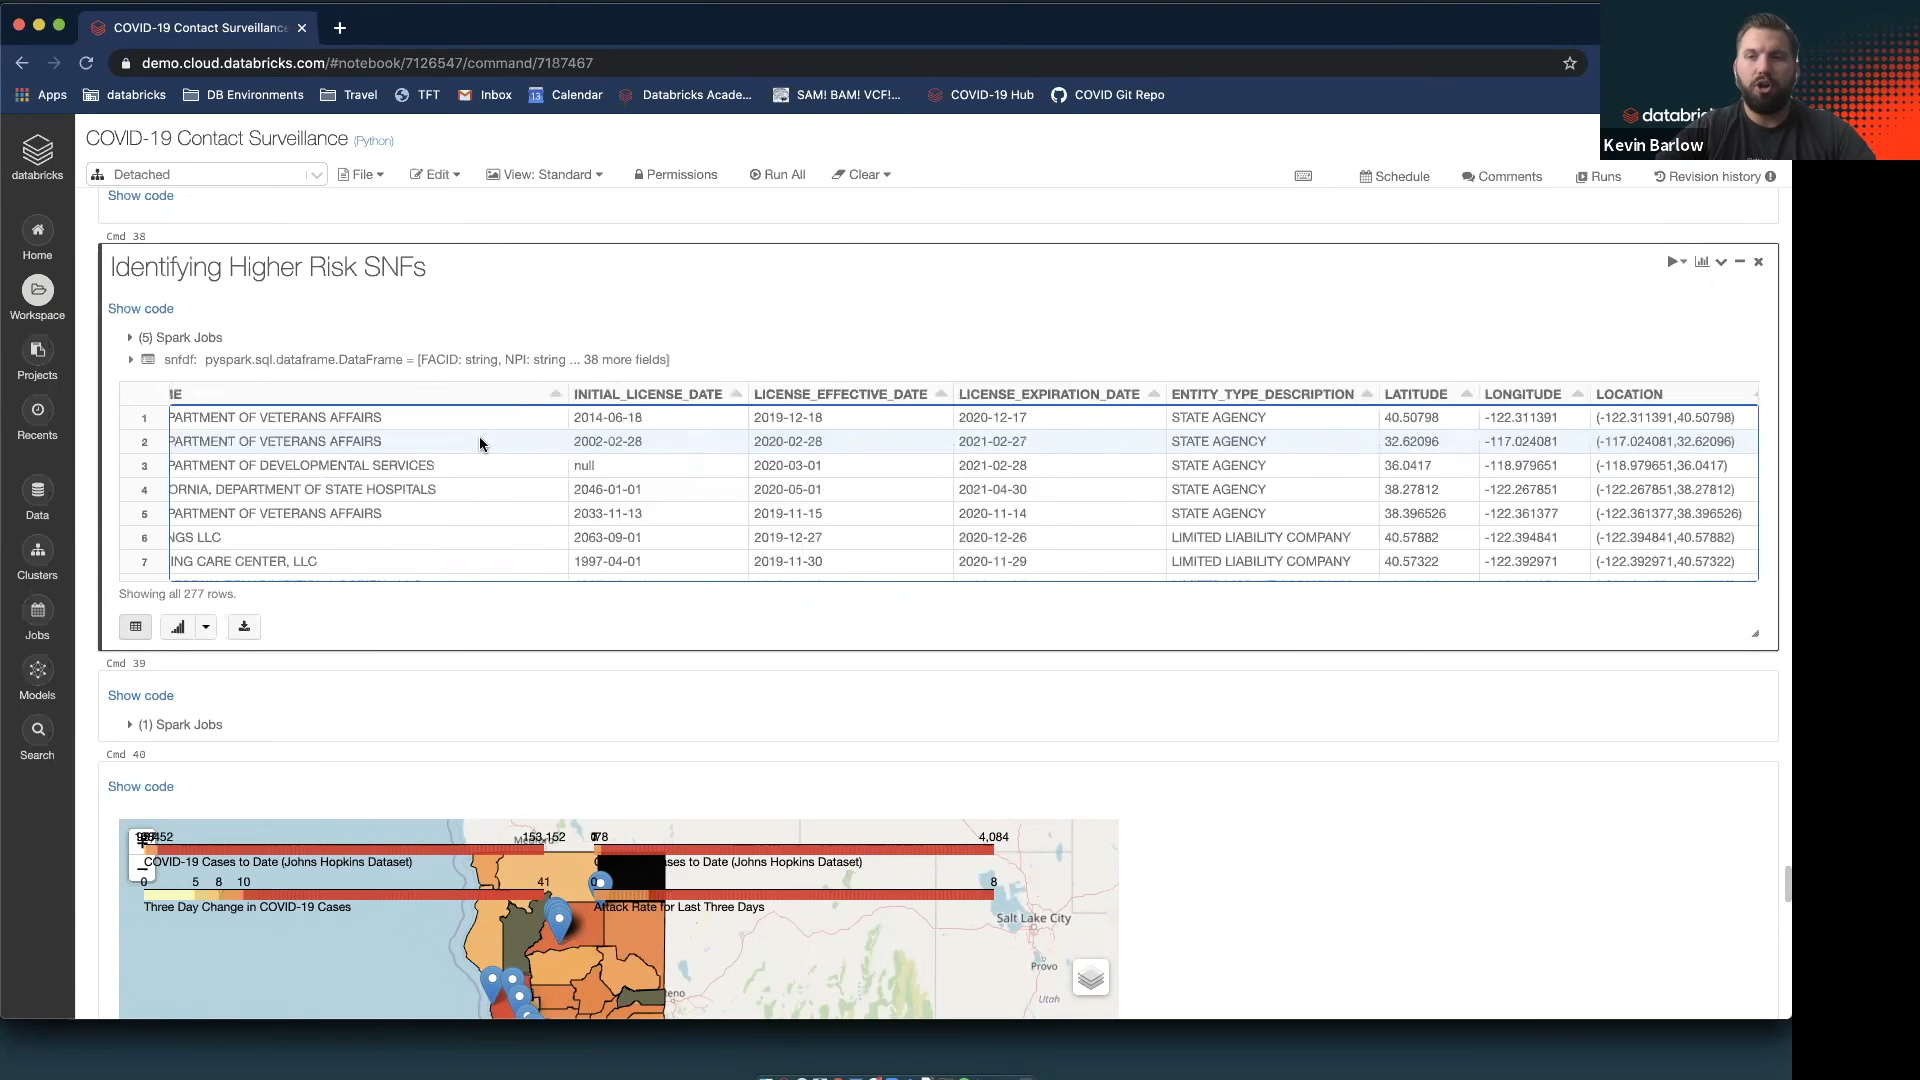 COVID-19 Contact Surveillance
demo.cloud.databricks.com/#notebook/7126547/command/7187467
Apps databricks DB Environments Travel TFT Inbox Calendar Databricks Acade... SAM! BAM! VCF!... COVID-19 Hub COVID Git Repo
databricks
Kevin Barlow
COVID-19 Contact Surveillance (Python)
Detached File Edit View: Standard Permissions Run All Clear Schedule Comments Runs Revision history
databricks
Home
Workspace
Projects
Recents
Data
Clusters
Jobs
Models
Search
Show code
Cmd 38
Identifying Higher Risk SNFs
Show code
(5) Spark Jobs
snfdf: pyspark.sql.dataframe.DataFrame = [FACID: string, NPI: string ... 38 more fields]
ME INITIAL_LICENSE_DATE LICENSE_EFFECTIVE_DATE LICENSE_EXPIRATION_DATE ENTITY_TYPE_DESCRIPTION LATITUDE LONGITUDE LOCATION
1 PARTMENT OF VETERANS AFFAIRS 2014-06-18 2019-12-18 2020-12-17 STATE AGENCY 40.50798 -122.311391 (-122.311391,40.50798)
2 PARTMENT OF VETERANS AFFAIRS 2002-02-28 2020-02-28 2021-02-27 STATE AGENCY 32.62096 -117.024081 (-117.024081,32.62096)
3 PARTMENT OF DEVELOPMENTAL SERVICES null 2020-03-01 2021-02-28 STATE AGENCY 36.0417 -118.979651 (-118.979651,36.0417)
4 ORNIA, DEPARTMENT OF STATE HOSPITALS 2046-01-01 2020-05-01 2021-04-30 STATE AGENCY 38.27812 -122.267851 (-122.267851,38.27812)
5 PARTMENT OF VETERANS AFFAIRS 2033-11-13 2019-11-15 2020-11-14 STATE AGENCY 38.396526 -122.361377 (-122.361377,38.396526)
6 NGS LLC 2063-09-01 2019-12-27 2020-12-26 LIMITED LIABILITY COMPANY 40.57882 -122.394841 (-122.394841,40.57882)
7 ING CARE CENTER, LLC 1997-04-01 2019-11-30 2020-11-29 LIMITED LIABILITY COMPANY 40.57322 -122.392971 (-122.392971,40.57322)
Showing all 277 rows.
Cmd 39
Show code
(1) Spark Jobs
Cmd 40
Show code
153,152 4,084
COVID-19 Cases to Date (Johns Hopkins Dataset) ases to Date (Johns Hopkins Dataset)
0 5 8 10 41 0 8
Three Day Change in COVID-19 Cases Attack Rate for Last Three Days
Salt Lake City
Provo
Utah